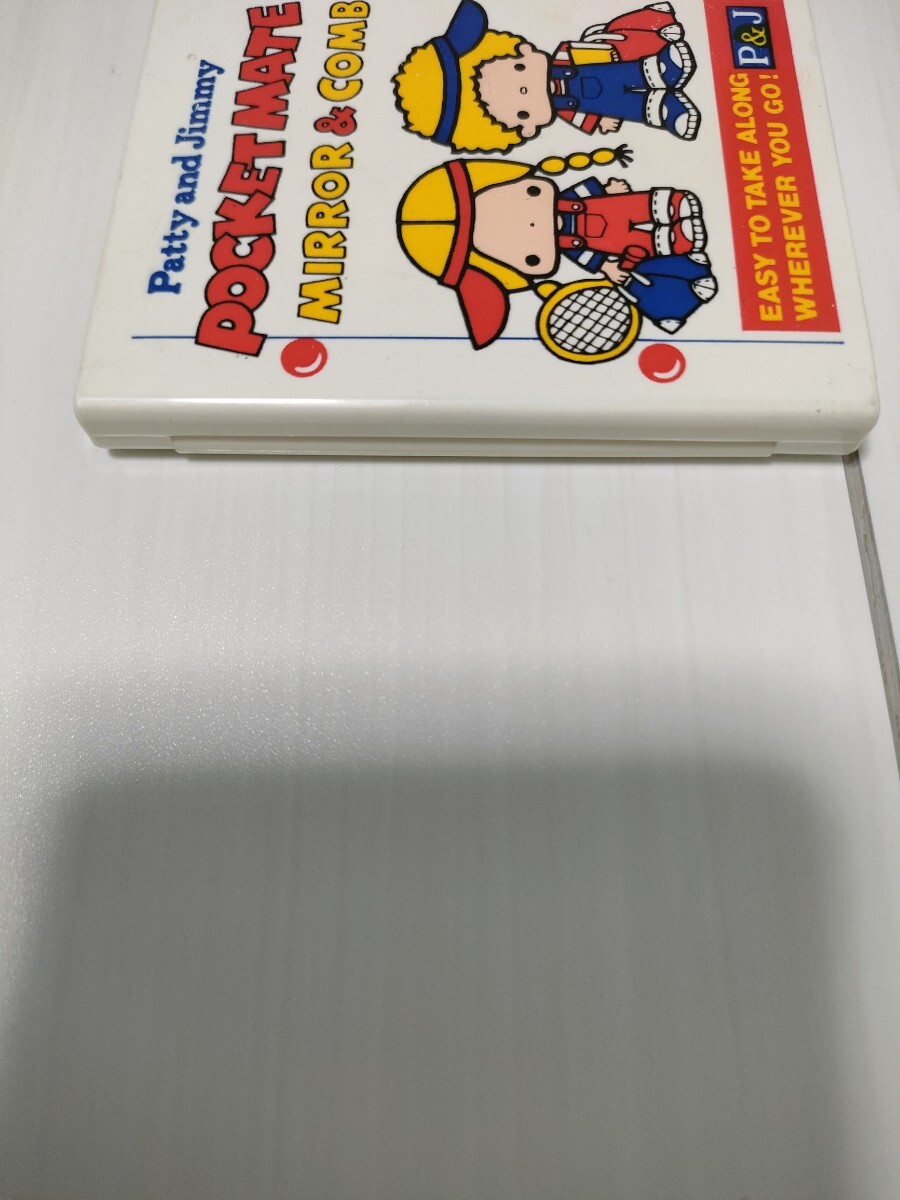 Patty and Jimmy
POCKET MATE
MIRROR & COMB
P&J
EASY TO TAKE ALONG
WHEREVER YOU GO!